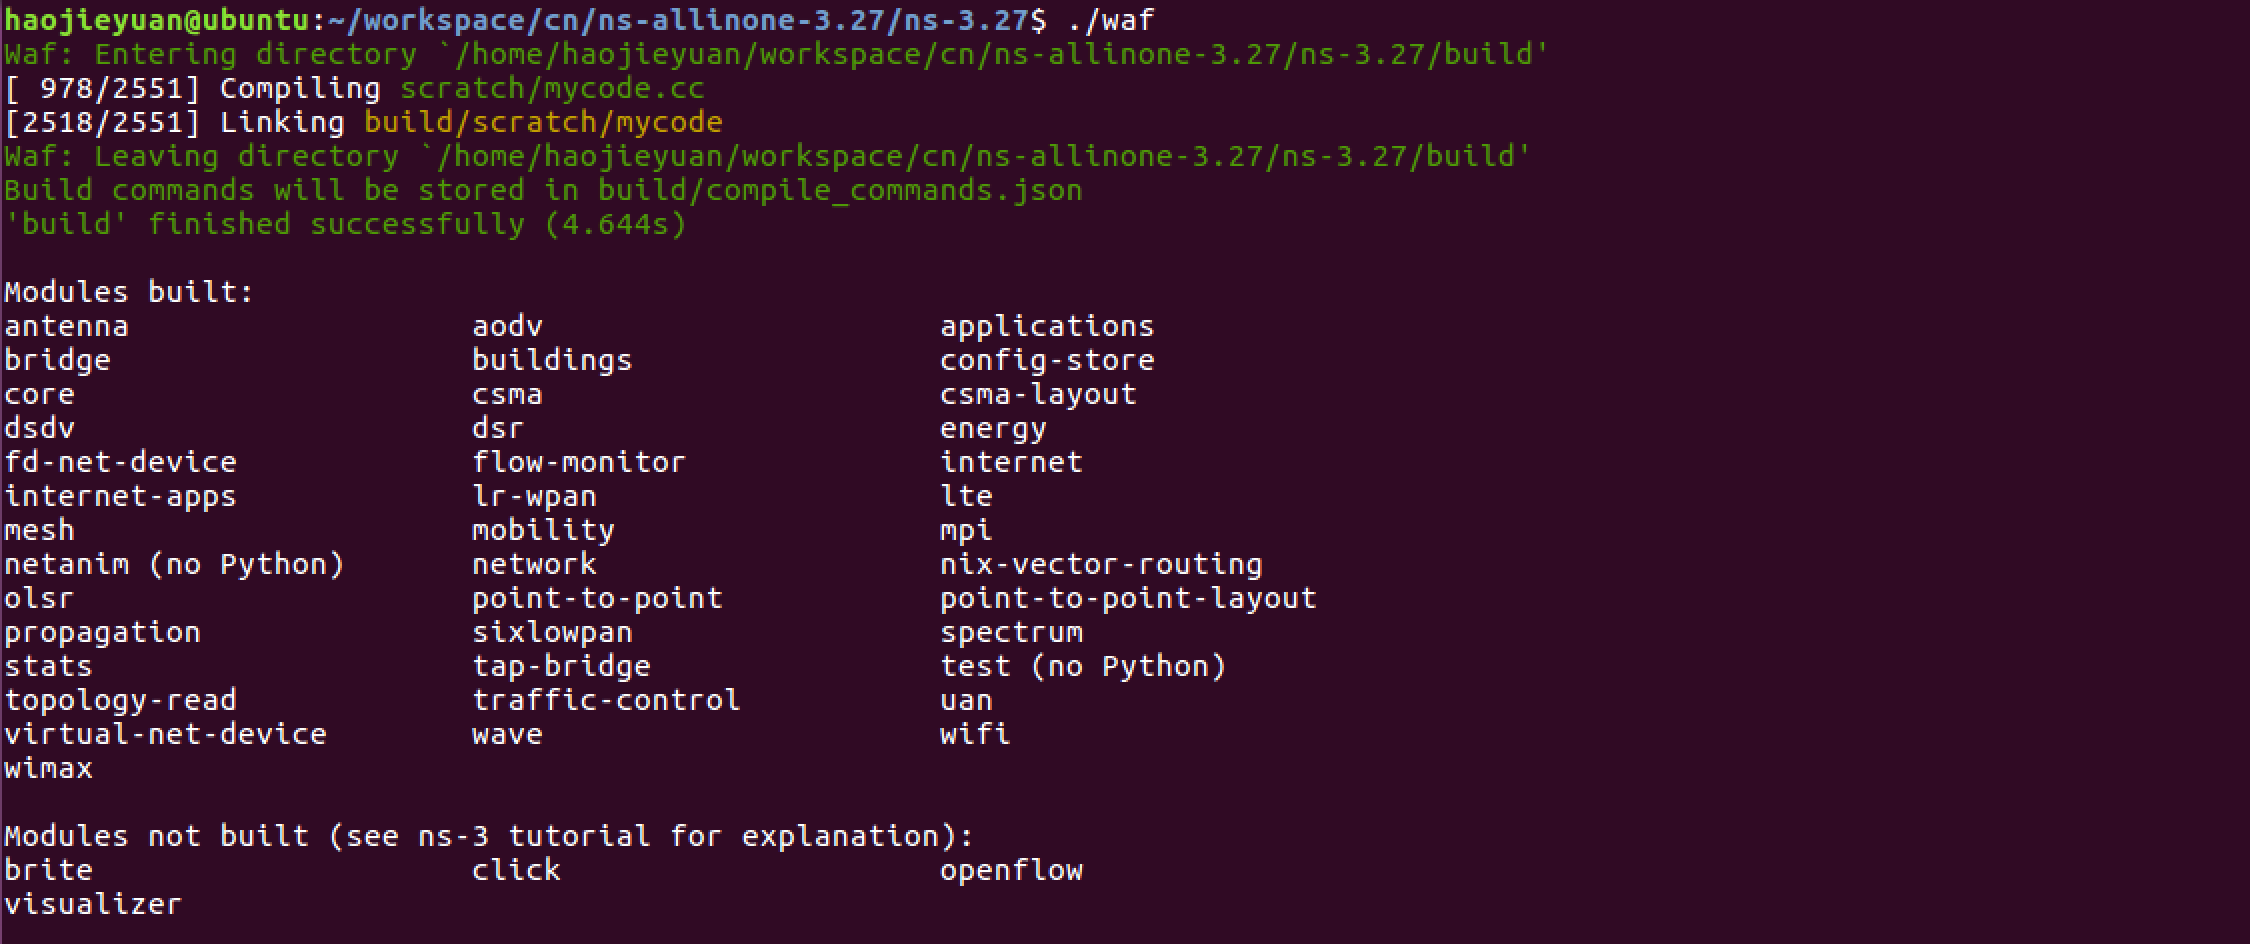 haojieyuan@ubuntu:~/workspace/cn/ns-allinone-3.27/ns-3.27$ ./waf
Waf: Entering directory `/home/haojieyuan/workspace/cn/ns-allinone-3.27/ns-3.27/build'
[ 978/2551] Compiling scratch/mycode.cc
[2518/2551] Linking build/scratch/mycode
Waf: Leaving directory `/home/haojieyuan/workspace/cn/ns-allinone-3.27/ns-3.27/build'
Build commands will be stored in build/compile_commands.json
'build' finished successfully (4.644s)
Modules built:
antenna aodv applications
bridge buildings config-store
core csma csma-layout
dsdv dsr energy
fd-net-device flow-monitor internet
internet-apps lr-wpan lte
mesh mobility mpi
netanim (no Python) network nix-vector-routing
olsr point-to-point point-to-point-layout
propagation sixlowpan spectrum
stats tap-bridge test (no Python)
topology-read traffic-control uan
virtual-net-device wave wifi
wimax
Modules not built (see ns-3 tutorial for explanation):
brite click openflow
visualizer